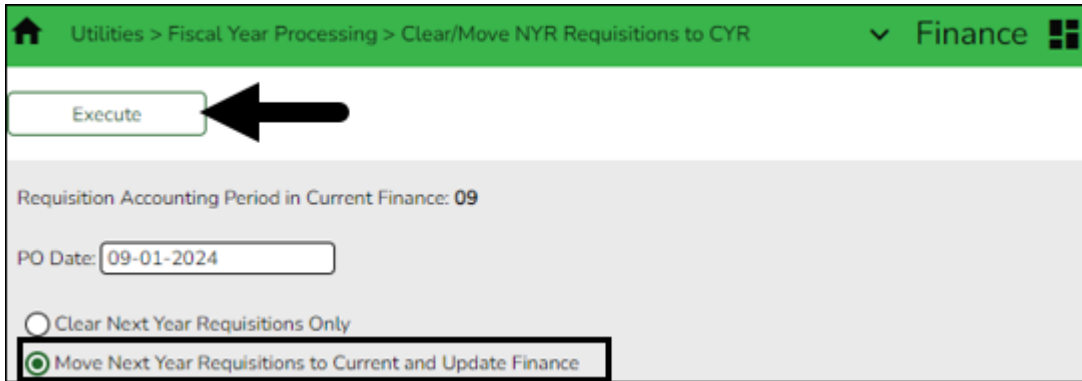 Utilities > Fiscal Year Processing > Clear/Move NYR Requisitions to CYR Finance
Execute
Requisition Accounting Period in Current Finance: 09
PO Date: 09-01-2024
Clear Next Year Requisitions Only
Move Next Year Requisitions to Current and Update Finance